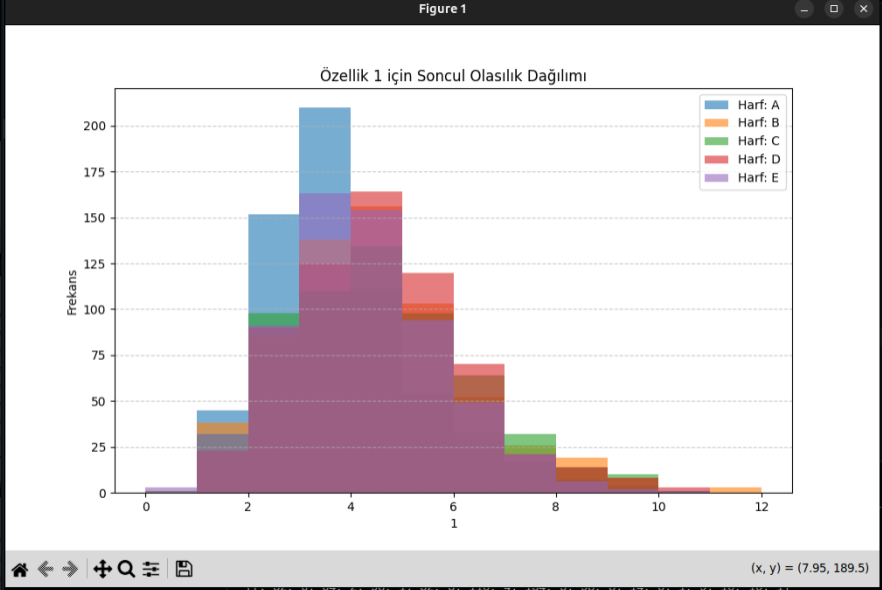 Figure 1
Özellik 1 için Soncul Olasılık Dağılımı
Harf: A
Harf: B
Harf: C
Harf: D
Harf: E
Frekans
200
175
150
125
100
75
50
25
0
0 2 4 6 8 10 12
1
(x, y) = (7.95, 189.5)